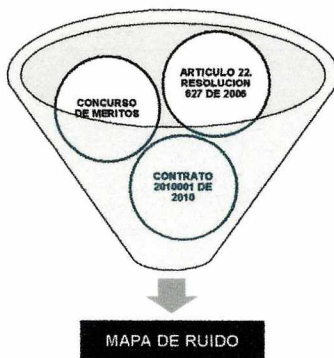 CONCURSO
DE MERITOS
ARTICULO 22.
RESOLUCION
627 DE 2006
CONTRATO
2010001 DE
2010
MAPA DE RUIDO